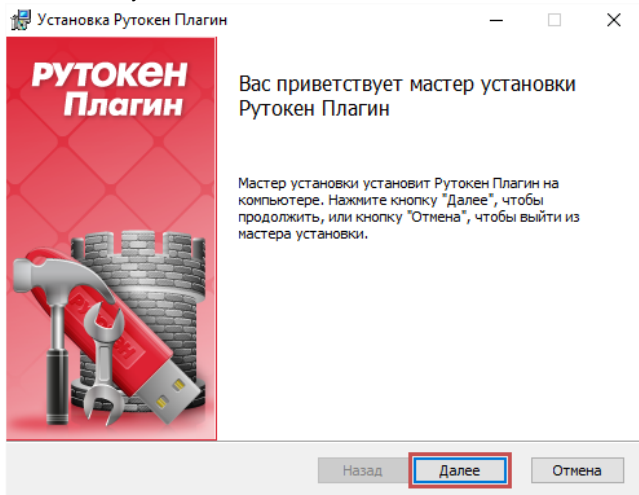 Установка Рутокен Плагин
РУТОКЕН
Плагин
Вас приветствует мастер установки
Рутокен Плагин
Мастер установки установит Рутокен Плагин на
компьютере. Нажмите кнопку "Далее", чтобы
продолжить, или кнопку "Отмена", чтобы выйти из
мастера установки.
РУТОКЕН
Назад
Далее
Отмена